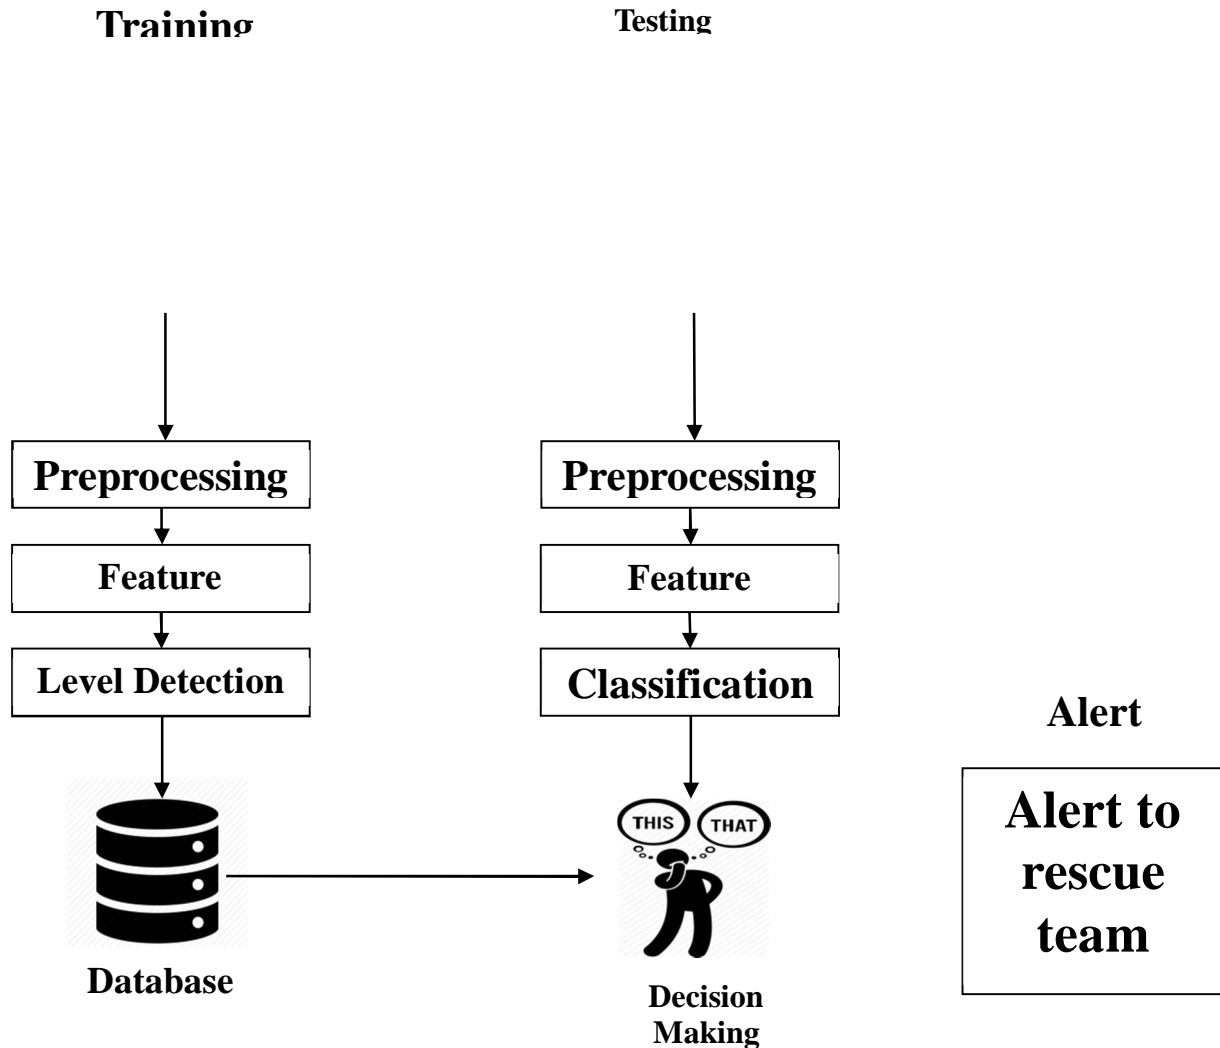 Training
Testing
Preprocessing
Preprocessing
Feature
Feature
Level Detection
Classification
Alert
THIS
THAT
Alert to
rescue
team
Database
Decision
Making